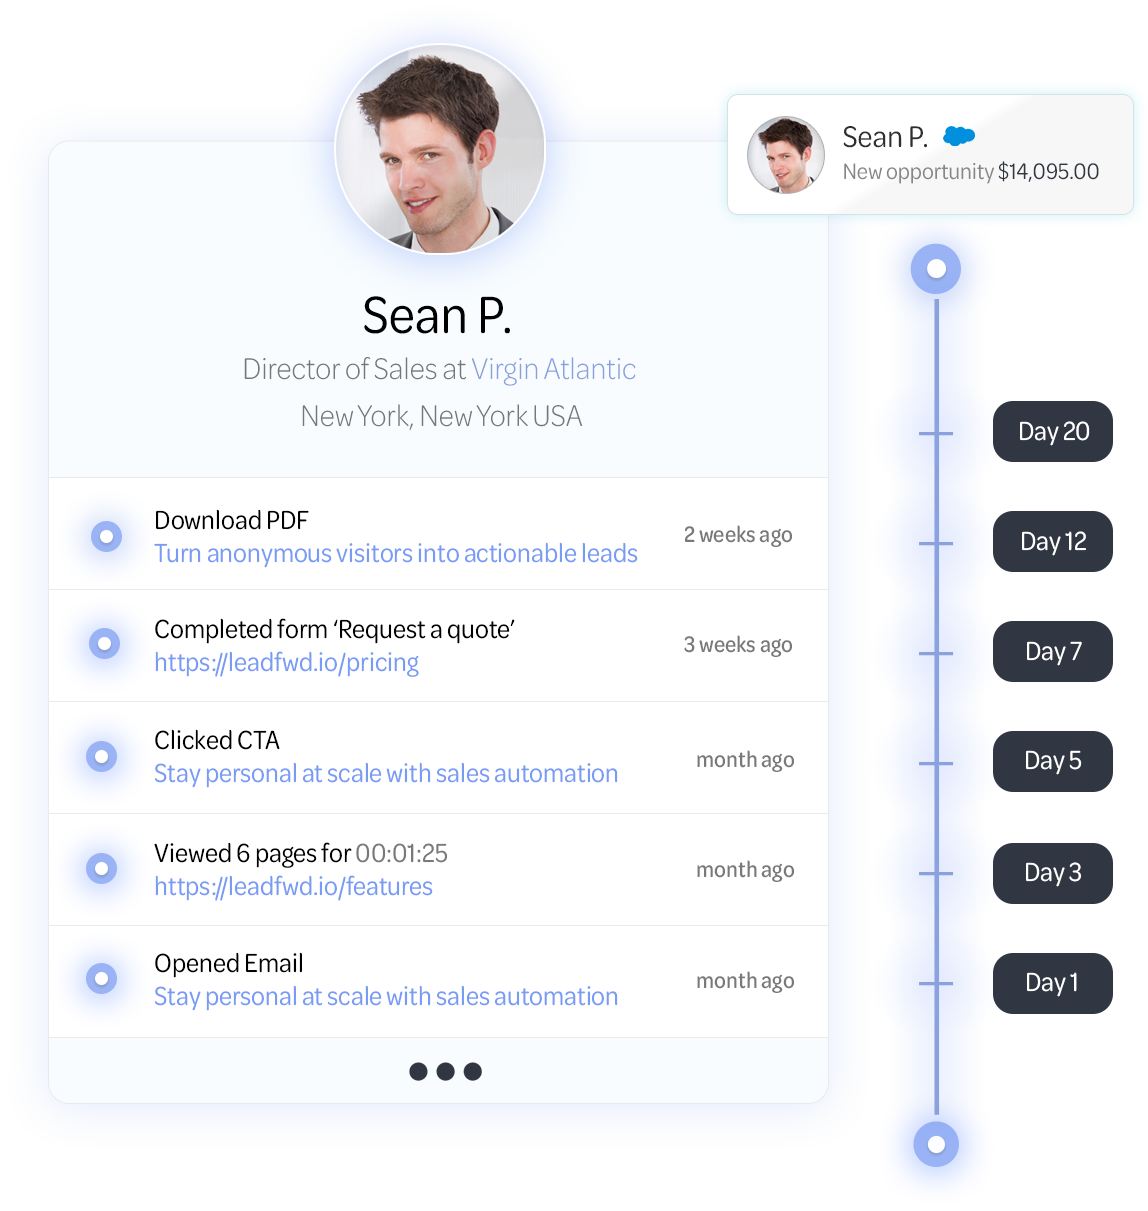 Sean P.
New opportunity $14,095.00
Sean P.
Director of Sales at Virgin Atlantic
New York, New York USA
Download PDF
Turn anonymous visitors into actionable leads
2 weeks ago
Completed form ‘Request a quote’
https://leadfwd.io/pricing
3 weeks ago
Clicked CTA
Stay personal at scale with sales automation
month ago
Viewed 6 pages for 00:01:25
https://leadfwd.io/features
month ago
Opened Email
Stay personal at scale with sales automation
month ago
Day 20
Day 12
Day 7
Day 5
Day 3
Day 1